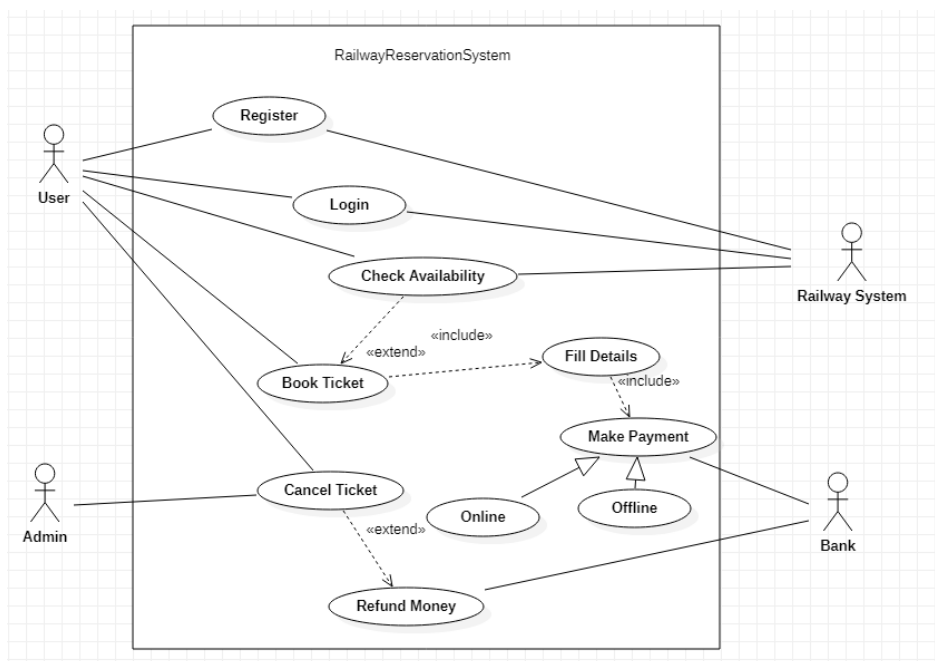 RailwayReservationSystem
Register
User
Login
Check Availability
Railway System
«include»
«extend»
Fill Details
Book Ticket
«include»
Make Payment
Cancel Ticket
Online
Offline
Admin
«extend»
Bank
Refund Money